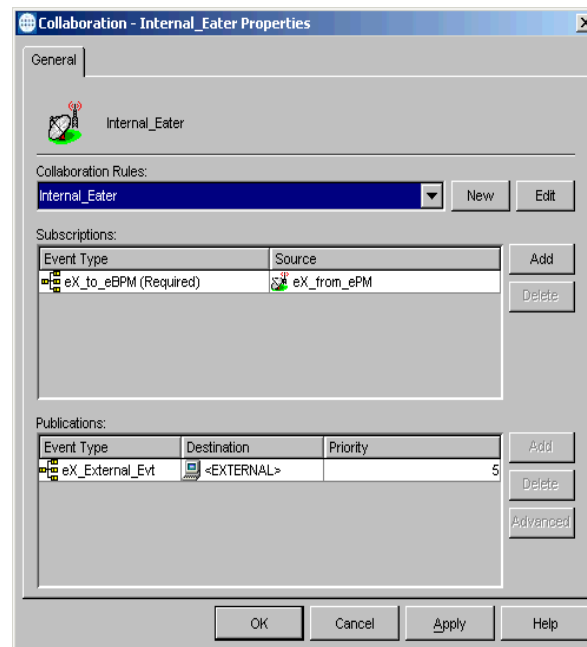 Collaboration - Internal_Eater Properties
General
Internal_Eater
Collaboration Rules:
Internal_Eater
New
Edit
Subscriptions:
Event Type Source
Add
eX_to_eBPM (Required) eX_from_ePM
Delete
Publications:
Event Type Destination Priority
Add
eX_External_Evt <EXTERNAL> 5
Delete
Advanced
OK Cancel Apply Help